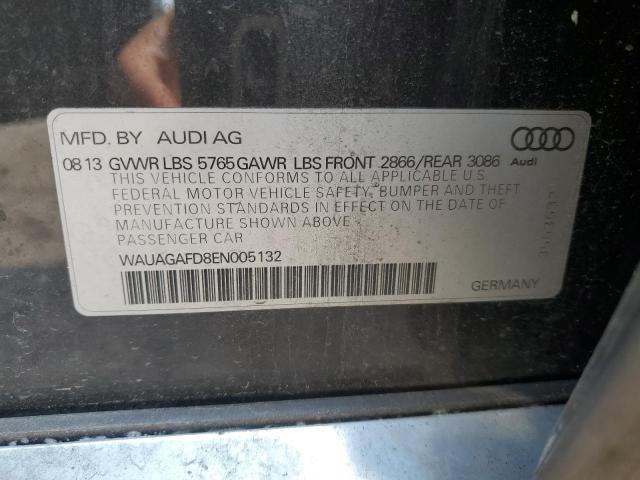 MFD. BY AUDI AG
08 13 GVWR LBS 5765 GAWR LBS FRONT 2866/REAR 3086 Audi
THIS VEHICLE CONFORMS TO ALL APPLICABLE U.S
FEDERAL MOTOR VEHICLE SAFETY, BUMPER AND THEFT
PREVENTION STANDARDS IN EFFECT ON THE DATE OF
MANUFACTURE SHOWN ABOVE.
PASSENGER CAR
WAUAGAFD8EN005132
GERMANY